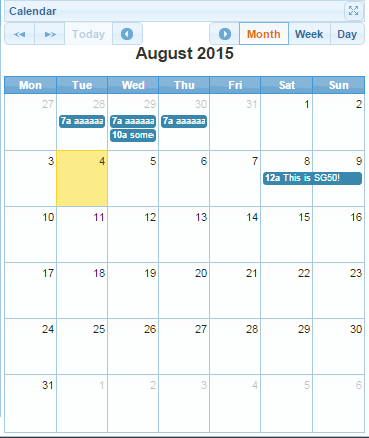 Calendar
Today Month Week Day
August 2015
Mon Tue Wed Thu Fri Sat Sun
27 28 29 30 31 1 2
7a aaaaaa 7a aaaaaa 7a aaaaaa
10a some
3 4 5 6 7 8 9
12a This is SG50!
10 11 12 13 14 15 16
17 18 19 20 21 22 23
24 25 26 27 28 29 30
31 1 2 3 4 5 6